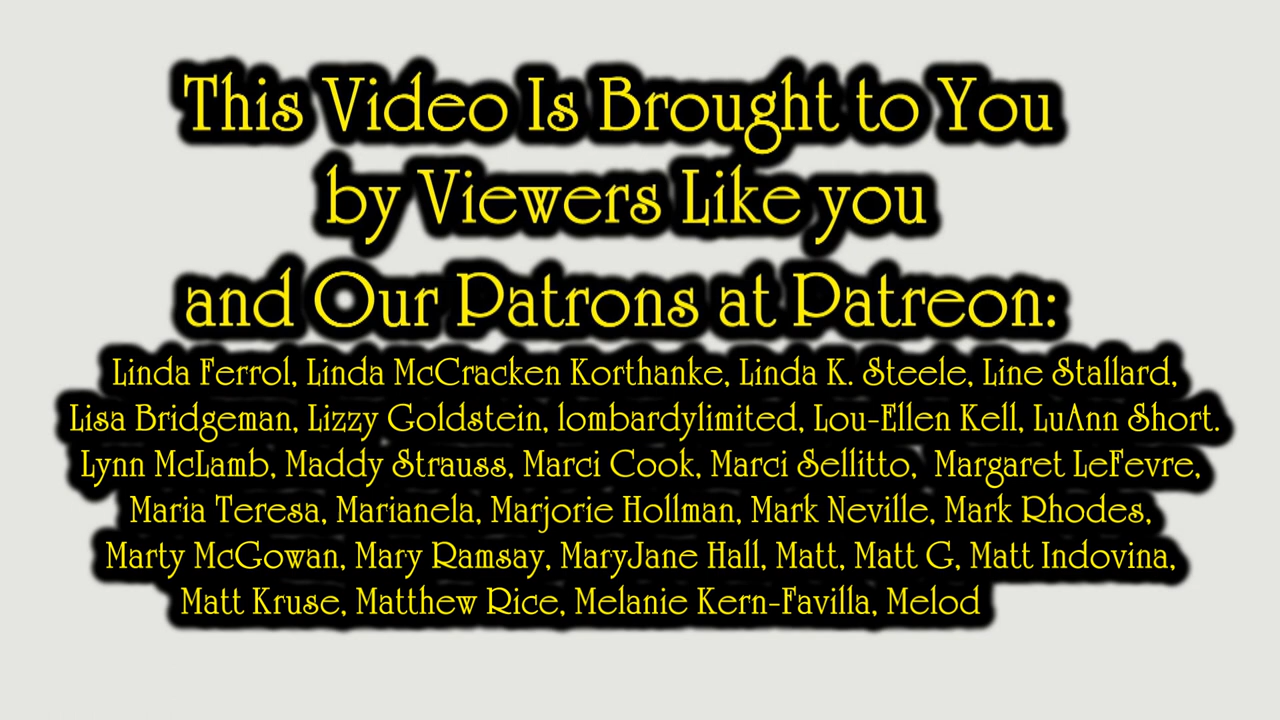 This Video Is Brought to You
by Viewers Like you
and Our Patrons at Patreon:
Linda Ferrol, Linda McCracken Korthanke, Linda K. Steele, Line Stallard,
Lisa Bridgeman, Lizzy Goldstein, lombardylimited, Lou-Ellen Kell, LuAnn Short.
Lynn McLamb, Maddy Strauss, Marci Cook, Marci Sellitto, Margaret LeFevre,
Maria Teresa, Marianela, Marjorie Hollman, Mark Neville, Mark Rhodes,
Marty McGowan, Mary Ramsay, MaryJane Hall, Matt, Matt G, Matt Indovina,
Matt Kruse, Matthew Rice, Melanie Kern-Favilla, Melod